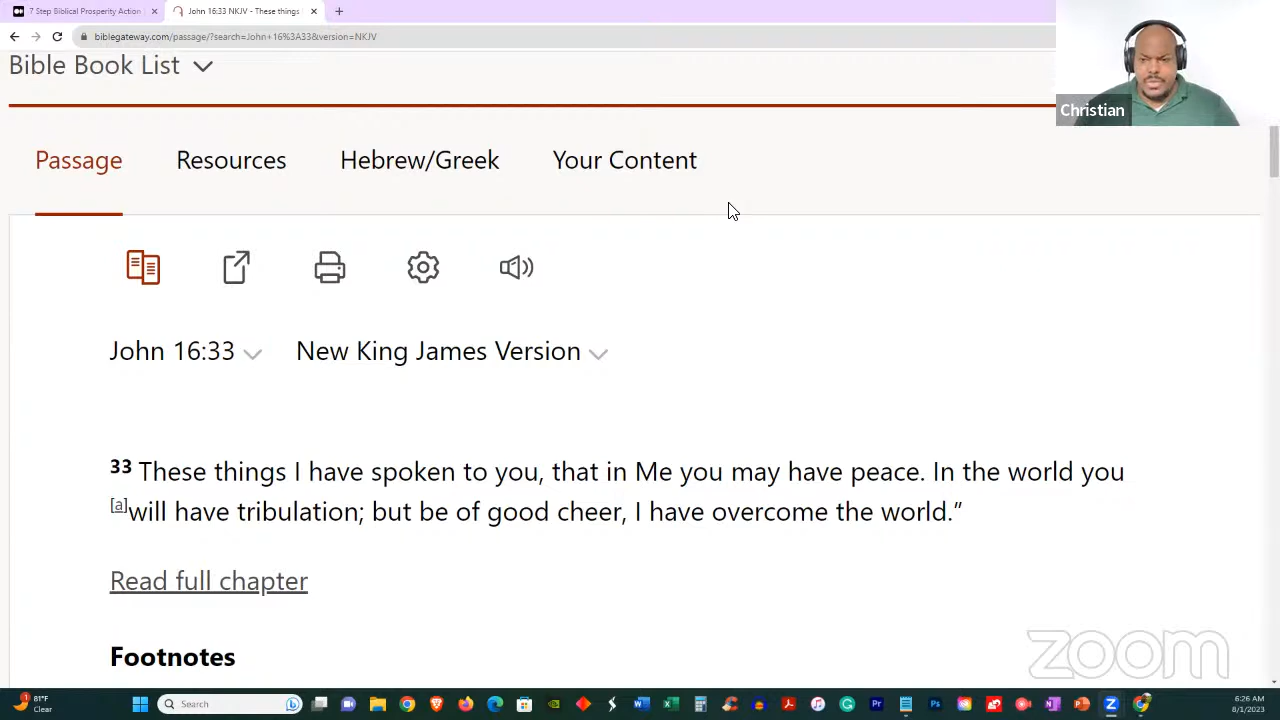 7 Step Biblical Prosperity Action
John 16:33 NKJV - These things
biblegateway.com/passage/?search=John+16%3A33&version=NKJV
Christian
Bible Book List
Passage Resources Hebrew/Greek Your Content
John 16:33 New King James Version
33 These things I have spoken to you, that in Me you may have peace. In the world you
[a]will have tribulation; but be of good cheer, I have overcome the world.”
Read full chapter
Footnotes
zoom
1
81°F
Clear
Search
6:26 AM
8/1/2023